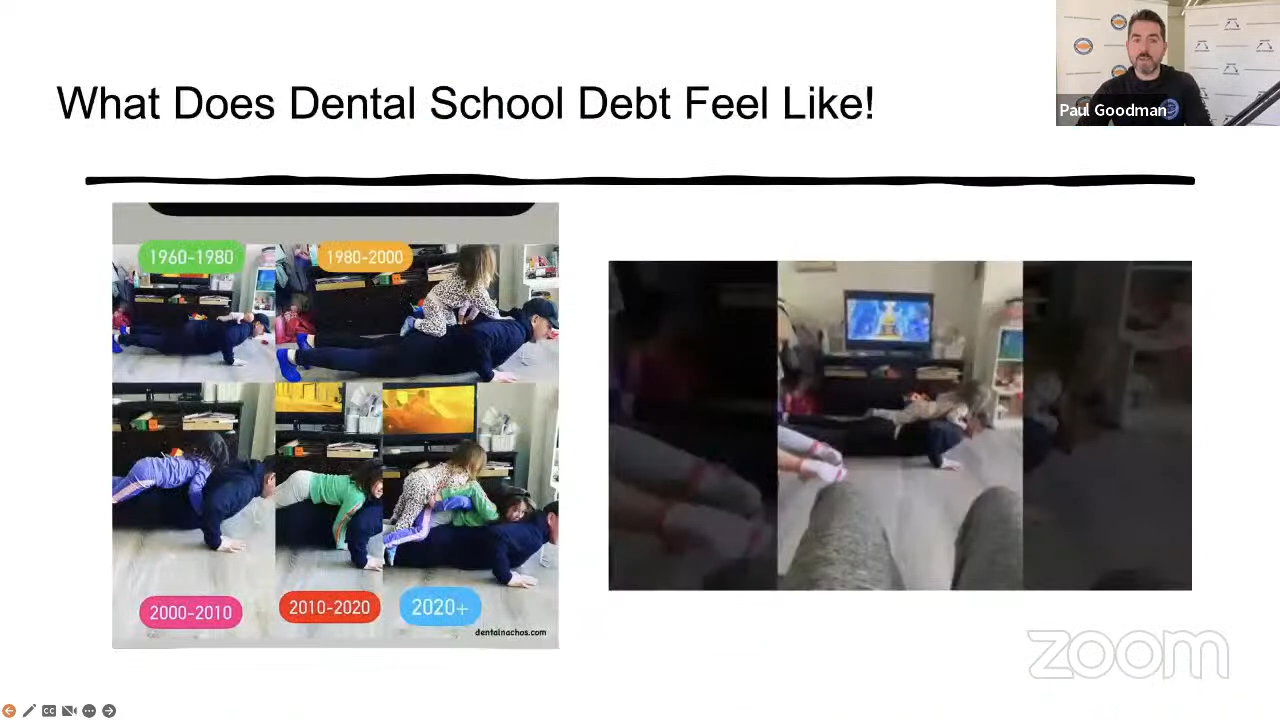 What Does Dental School Debt Feel Like!
Paul Goodman
1960-1980
1980-2000
2000-2010
2010-2020
2020+
dentalnachos.com
zoom
CC